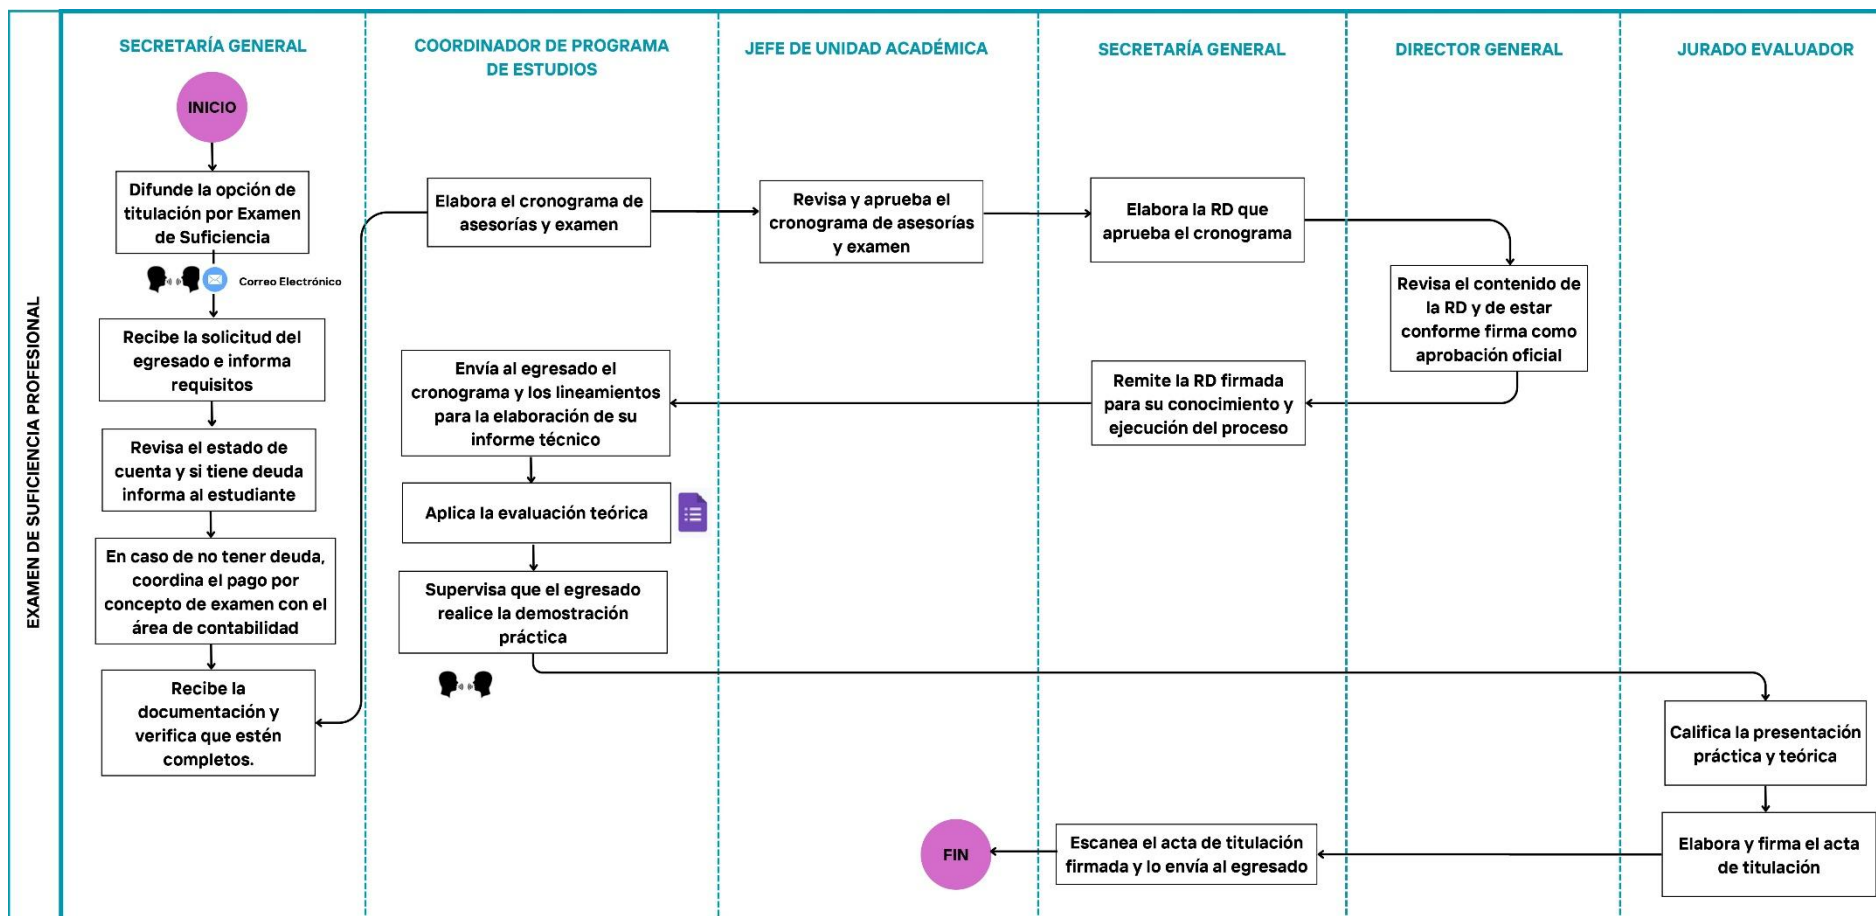 EXAMEN DE SUFICIENCIA PROFESIONAL
SECRETARÍA GENERAL
COORDINADOR DE PROGRAMA
DE ESTUDIOS
JEFE DE UNIDAD ACADÉMICA
SECRETARÍA GENERAL
DIRECTOR GENERAL
JURADO EVALUADOR
INICIO
Difunde la opción de
titulación por Examen
de Suficiencia
Correo Electrónico
Recibe la solicitud del
egresado e informa
requisitos
Revisa el estado de
cuenta y si tiene deuda
informa al estudiante
En caso de no tener deuda,
coordina el pago por
concepto de examen con el
área de contabilidad
Recibe la
documentación y
verifica que estén
completos.
Elabora el cronograma de
asesorías y examen
Revisa y aprueba el
cronograma de asesorías
y examen
Elabora la RD que
aprueba el cronograma
Revisa el contenido de
la RD y de estar
conforme firma como
aprobación oficial
Remite la RD firmada
para su conocimiento y
ejecución del proceso
Envía al egresado el
cronograma y los lineamientos
para la elaboración de su
informe técnico
Aplica la evaluación teórica
Supervisa que el egresado
realice la demostración
práctica
Califica la presentación
práctica y teórica
Elabora y firma el acta
de titulación
Escanea el acta de titulación
firmada y lo envía al egresado
FIN